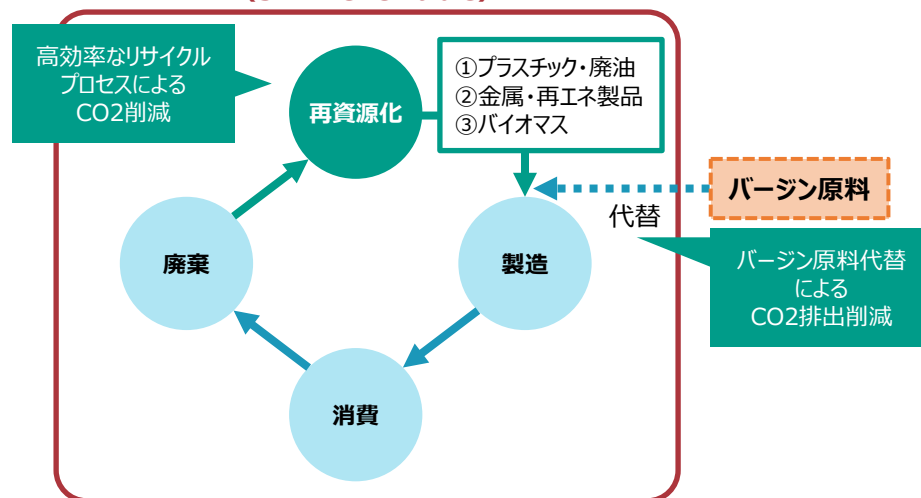 高効率なリサイクル
プロセスによる
CO2削減
再資源化
①プラスチック・廃油
②金属・再エネ製品
③バイオマス
バージン原料
代替
バージン原料代替
による
CO2排出削減
廃棄
製造
消費